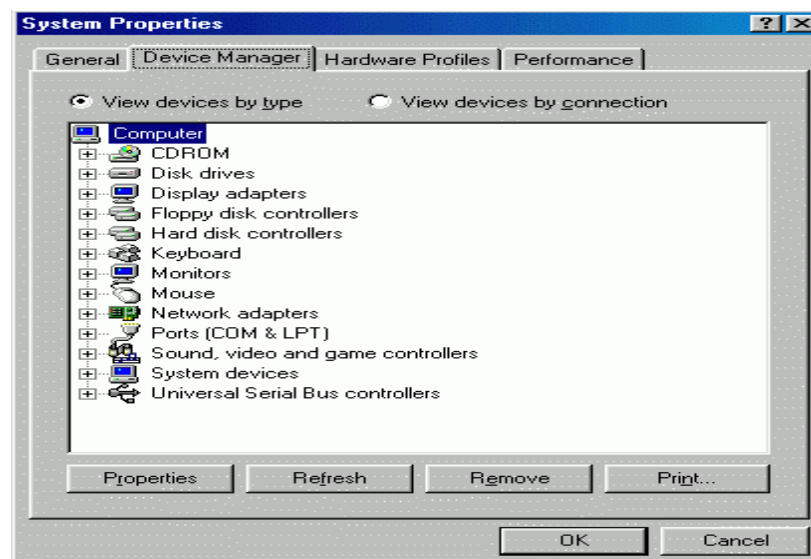 System Properties
General Device Manager Hardware Profiles Performance
View devices by type View devices by connection
Computer
CDROM
Disk drives
Display adapters
Floppy disk controllers
Hard disk controllers
Keyboard
Monitors
Mouse
Network adapters
Ports (COM & LPT)
Sound, video and game controllers
System devices
Universal Serial Bus controllers
Properties Refresh Remove Print...
OK Cancel